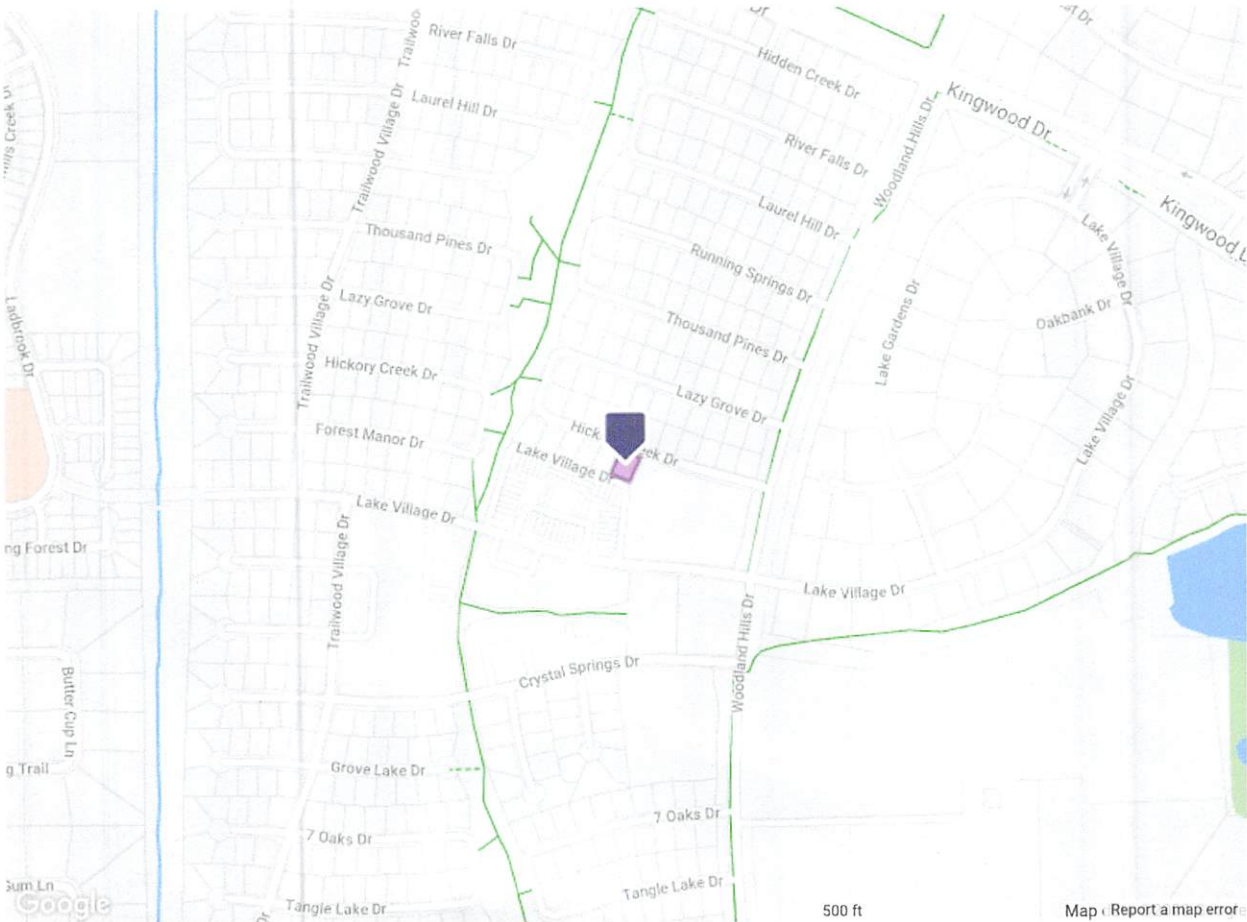 River Falls Dr
Hidden Creek Dr
Laurel Hill Dr
Trailwood Village Dr
Kingwood Dr
River Falls Dr
Woodland Hills Dr
Laurel Hill Dr
Kingwood
Thousand Pines Dr
Running Springs Dr
Lake Village Dr
Lazy Grove Dr
Lake Gardens Dr
Oakbank Dr
Ladbrook Dr
Trailwood Village Dr
Thousand Pines Dr
Hickory Creek Dr
Lazy Grove Dr
Lake Village Dr
Forest Manor Dr
Lake Village Dr
Lake Village Dr
ng Forest Dr
Trailwood Village Dr
Lake Village Dr
Woodland Hills Dr
Crystal Springs Dr
Butter Cup Ln
g Trail
Grove Lake Dr
7 Oaks Dr
7 Oaks Dr
Tangle Lake Dr
Tangle Lake Dr
Google
500 ft
Map
Report a map error